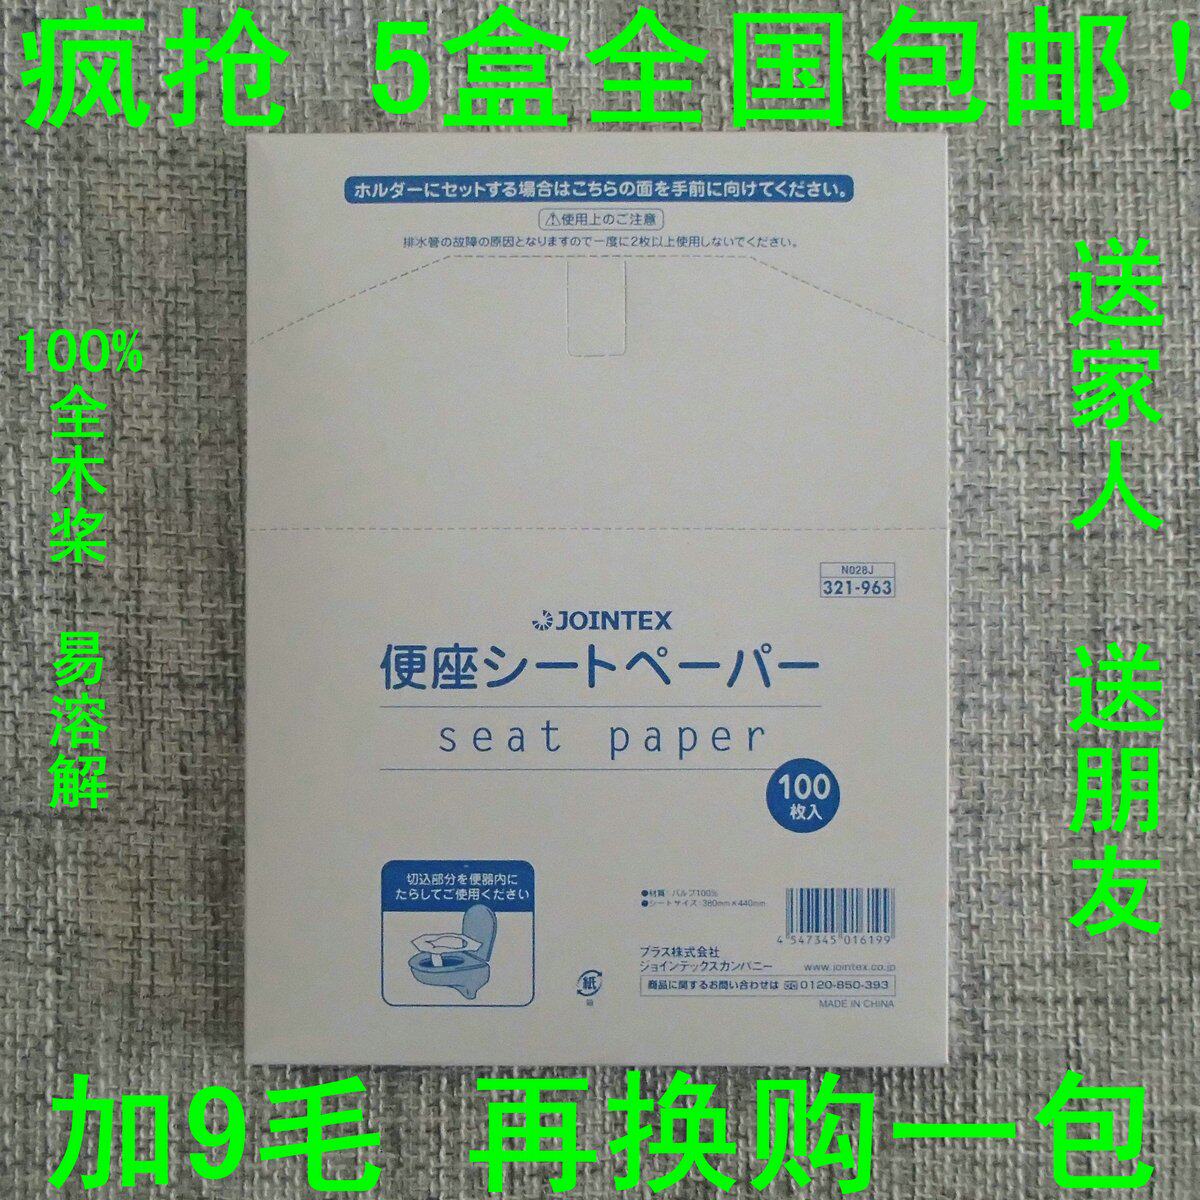 疯抢 5盒全国包邮！
ホルダーにセットする場合はこちらの面を手前に向けてください。
⚠使用上のご注意
排水管の故障の原因となりますので一度に2枚以上使用しないでください。
100%
全木浆
易溶解
送家人
送朋友
N028J
321-963
JOINTEX
便座シートペーパー
seat paper
100
枚入
切込部分を便器内に
たらしてご使用ください
●材質：パルプ100%
●シートサイズ：380mm×440mm
4 547345 016199
プラス株式会社
ジョインテックスカンパニー
www.jointex.co.jp
商品に関するお問い合わせは 0120-850-393
MADE IN CHINA
紙
箱
加9毛 再换购一包